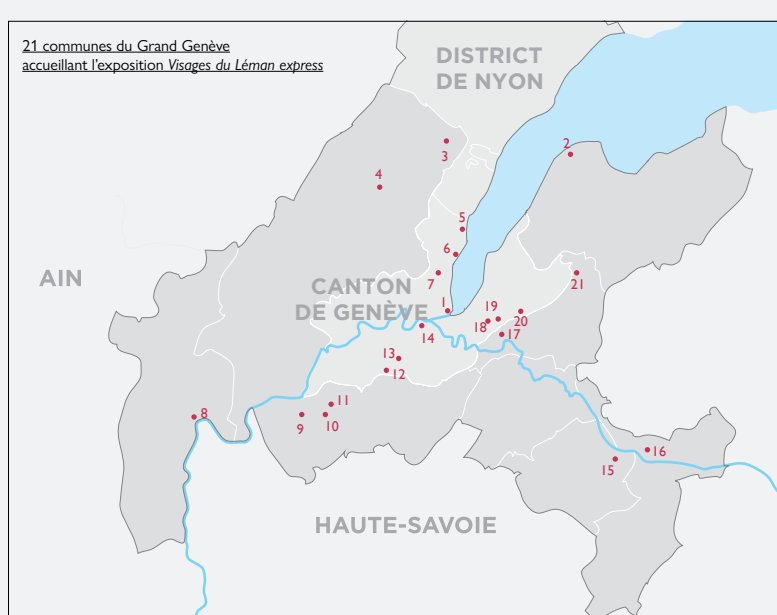 21 communes du Grand Genève
accueillant l'exposition Visages du Léman express
DISTRICT
DE NYON
3
2
4
5
6
AIN
7
21
CANTON
DE GENÈVE
1
19
20
18
17
14
13
12
11
8
9
10
16
15
HAUTE-SAVOIE